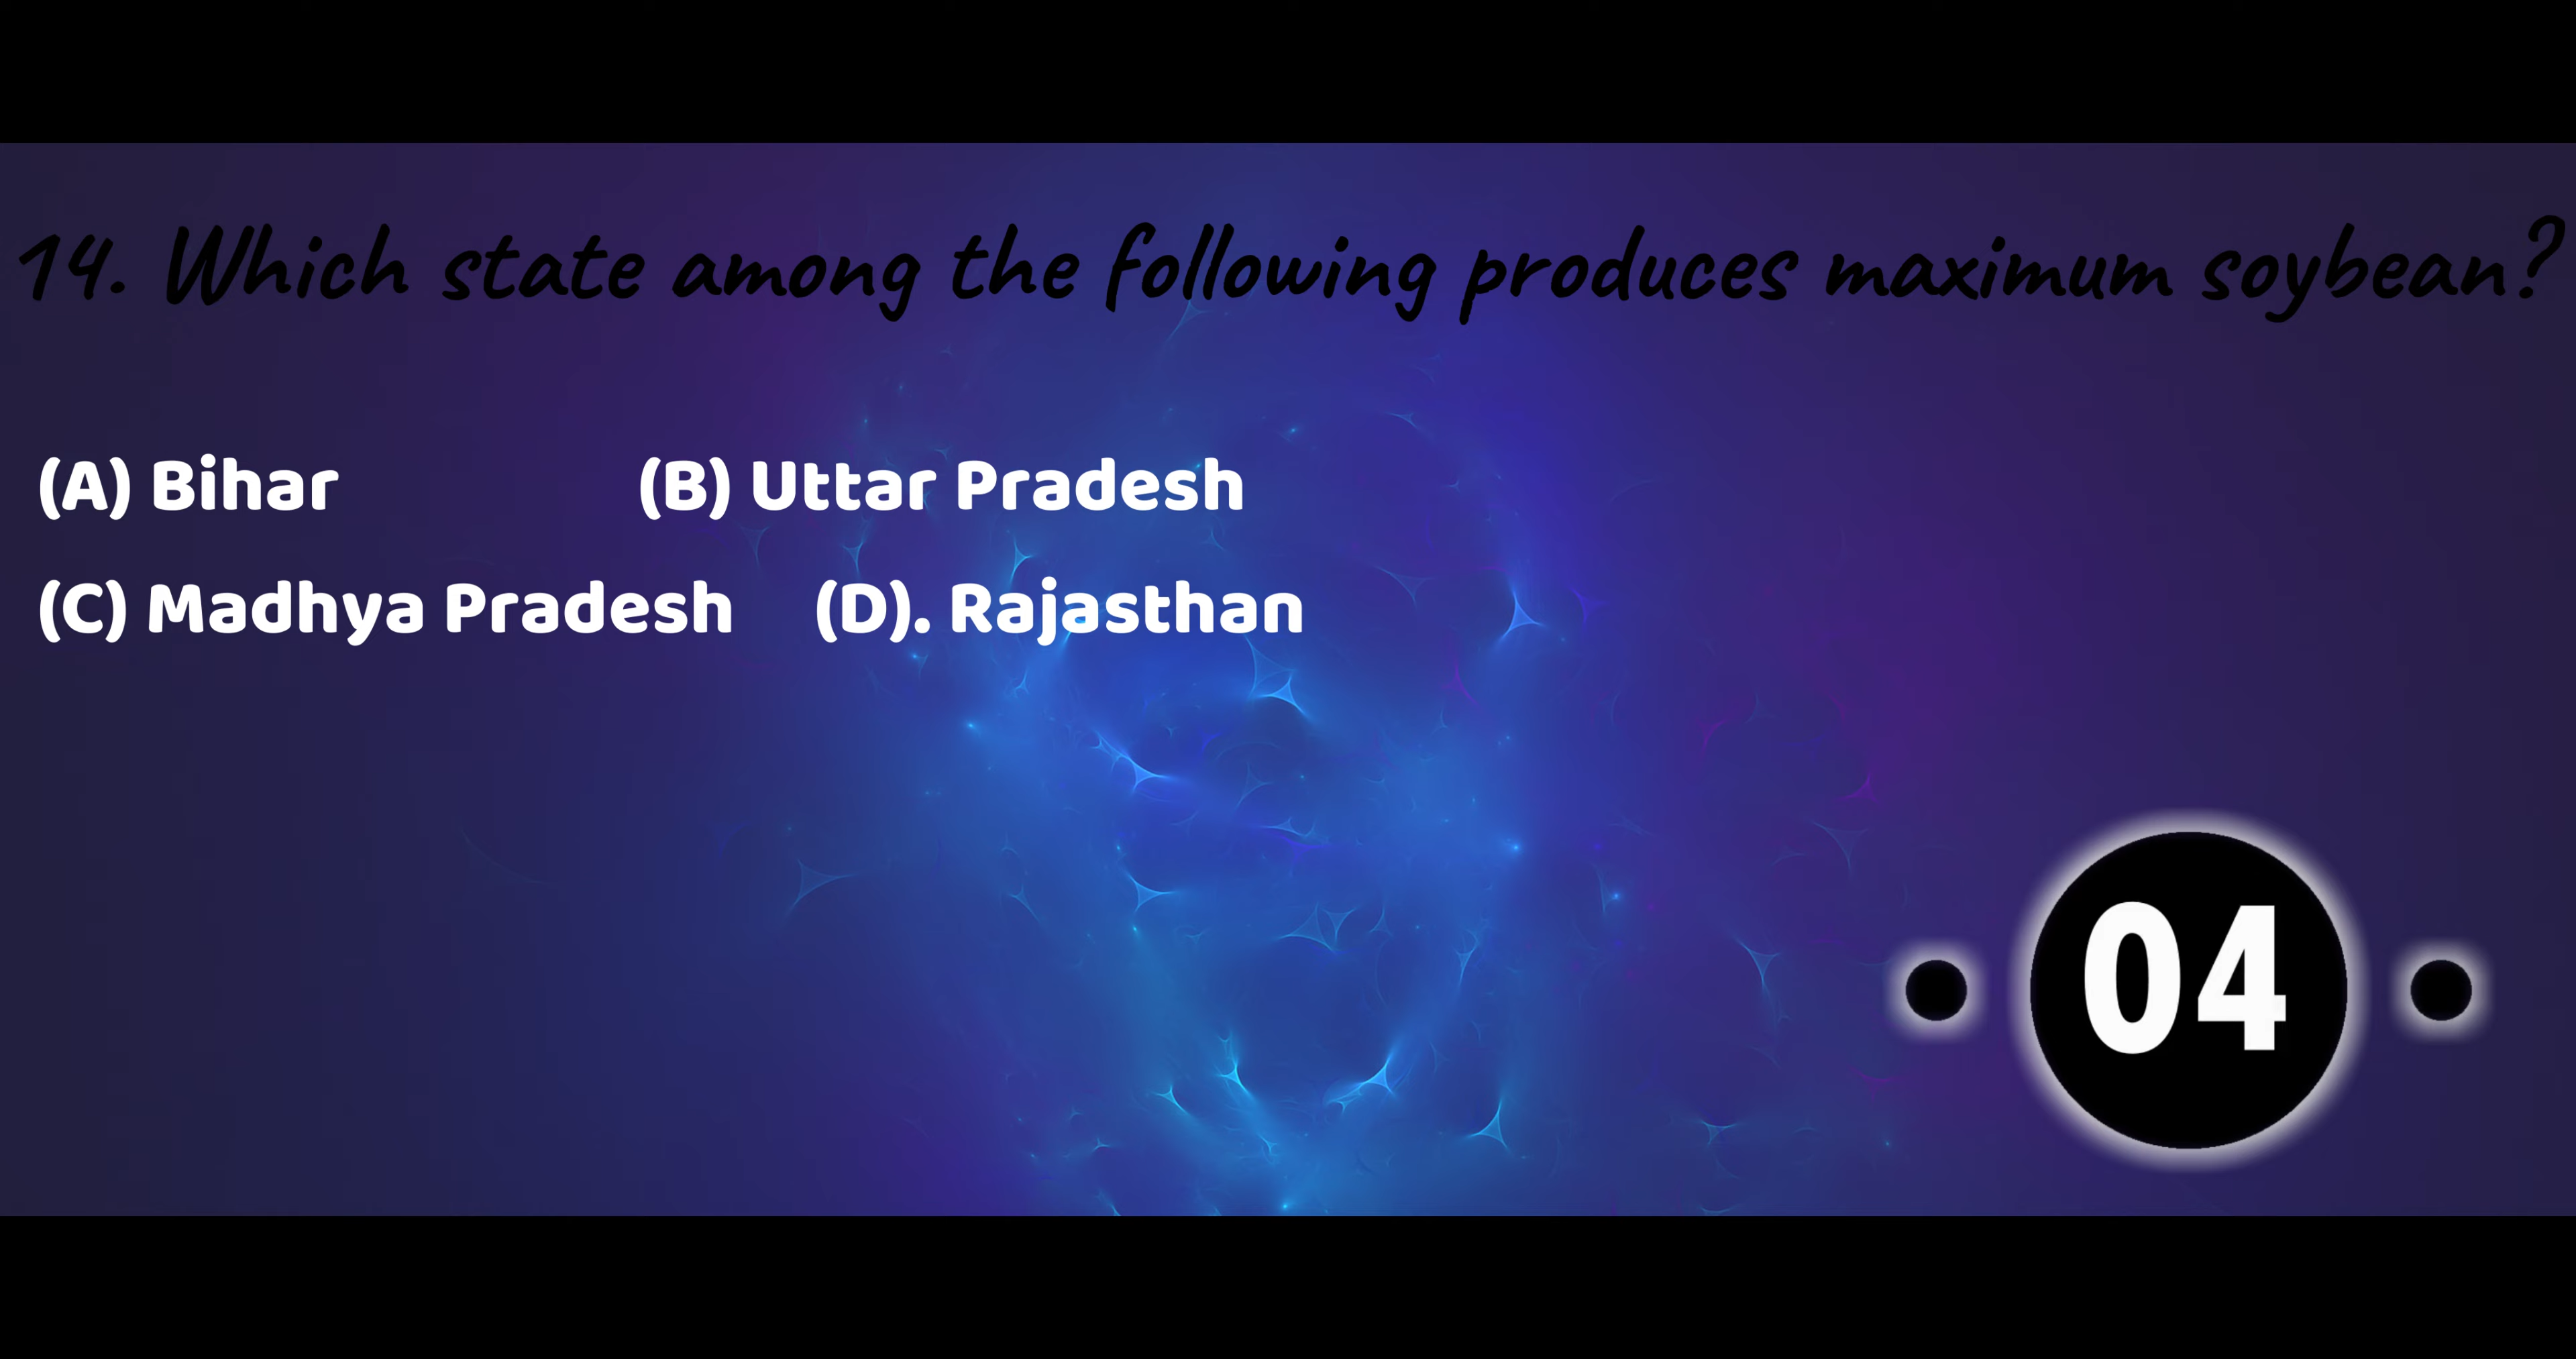 14. Which state among the following produces maximum soybean?
(A) Bihar (B) Uttar Pradesh
(C) Madhya Pradesh (D). Rajasthan
04